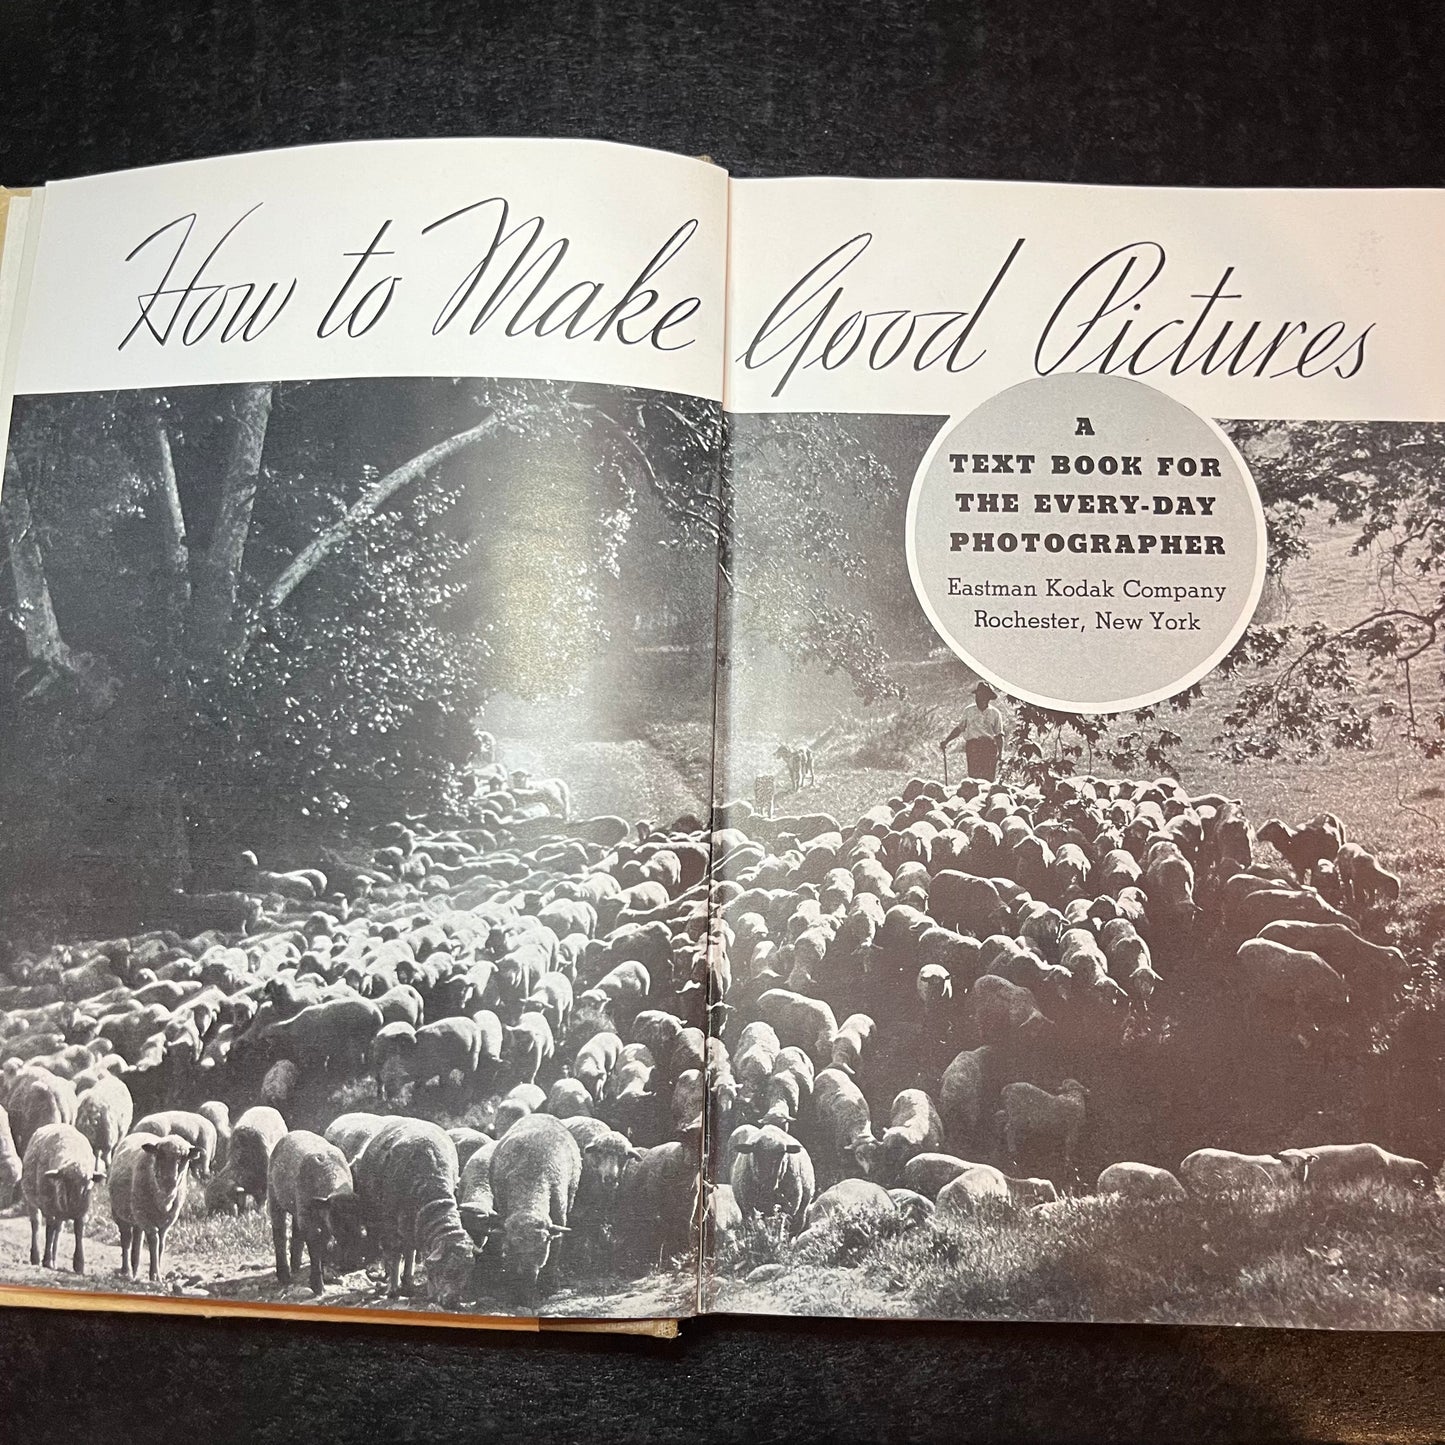 How to Make Good Pictures
A
TEXT BOOK FOR
THE EVERY-DAY
PHOTOGRAPHER
Eastman Kodak Company
Rochester, New York